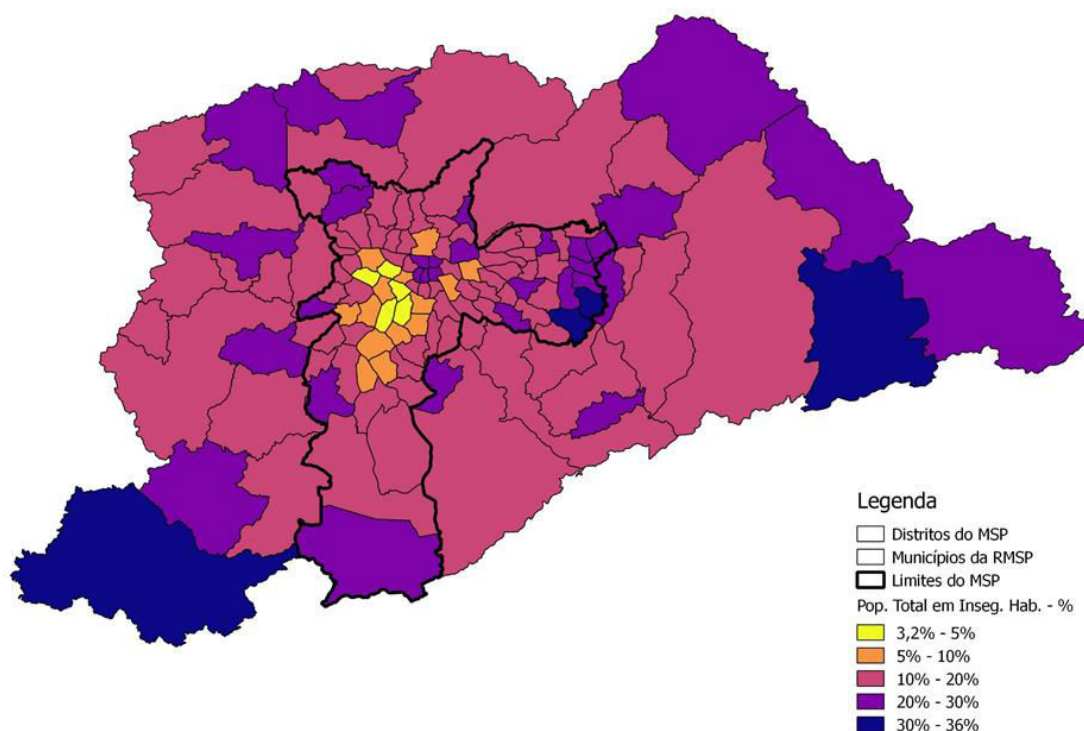 Legenda
Distritos do MSP
Municípios da RMSP
Limites do MSP
Pop. Total em Inseg. Hab. - %
3,2% - 5%
5% - 10%
10% - 20%
20% - 30%
30% - 36%